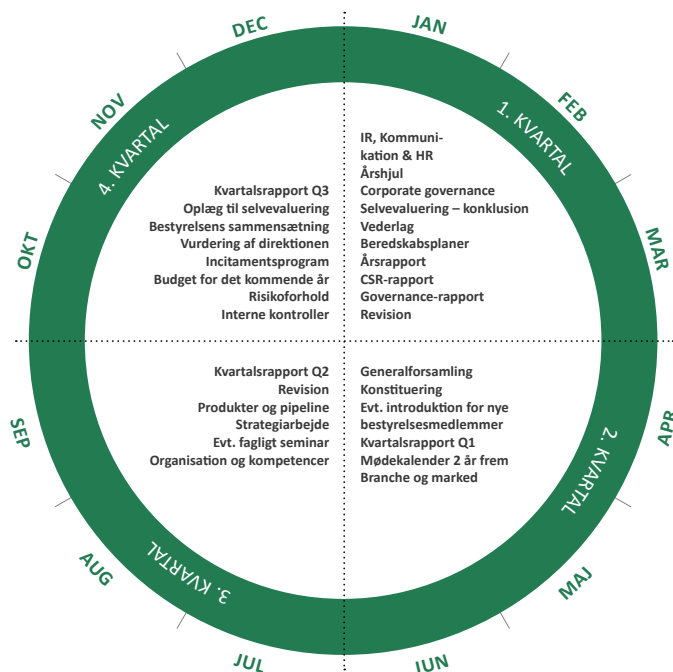 DEC
JAN
NOV
FEB
4. KVARTAL
1. KVARTAL
OKT
MAR
Kvartalsrapport Q3
Oplæg til selvevaluering
Bestyrelsens sammensætning
Vurdering af direktionen
Incitamentsprogram
Budget for det kommende år
Risikoforhold
Interne kontroller
IR, Kommuni-
kation & HR
Årshjul
Corporate governance
Selvevaluering – konklusion
Vederlag
Beredskabsplaner
Årsrapport
CSR-rapport
Governance-rapport
Revision
Kvartalsrapport Q2
Revision
Produkter og pipeline
Strategiarbejde
Evt. fagligt seminar
Organisation og kompetencer
Generalforsamling
Konstituering
Evt. introduktion for nye
bestyrelsesmedlemmer
Kvartalsrapport Q1
Mødekalender 2 år frem
Branche og marked
SEP
APR
3. KVARTAL
2. KVARTAL
AUG
MAJ
JUL
JUN